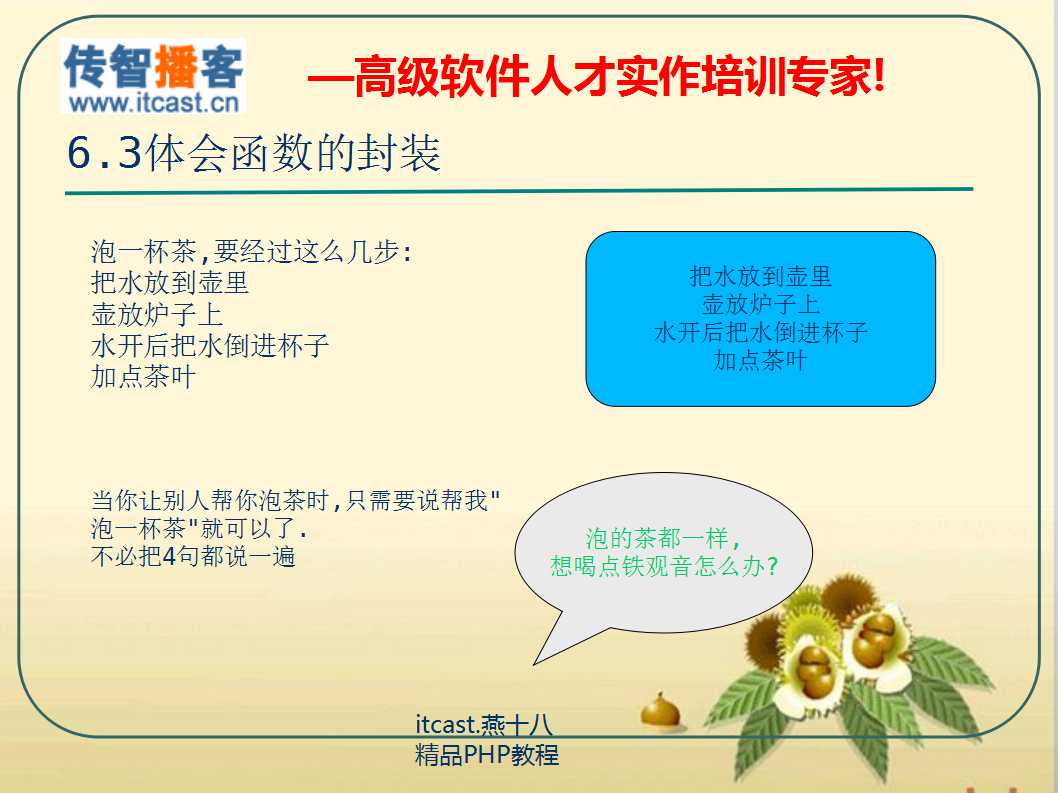 传智播客
www.itcast.cn
—高级软件人才实作培训专家!
6.3体会函数的封装
泡一杯茶,要经过这么几步:
把水放到壶里
壶放炉子上
水开后把水倒进杯子
加点茶叶
把水放到壶里
壶放炉子上
水开后把水倒进杯子
加点茶叶
当你让别人帮你泡茶时,只需要说帮我"
泡一杯茶"就可以了.
不必把4句都说一遍
泡的茶都一样,
想喝点铁观音怎么办?
itcast.燕十八
精品PHP教程